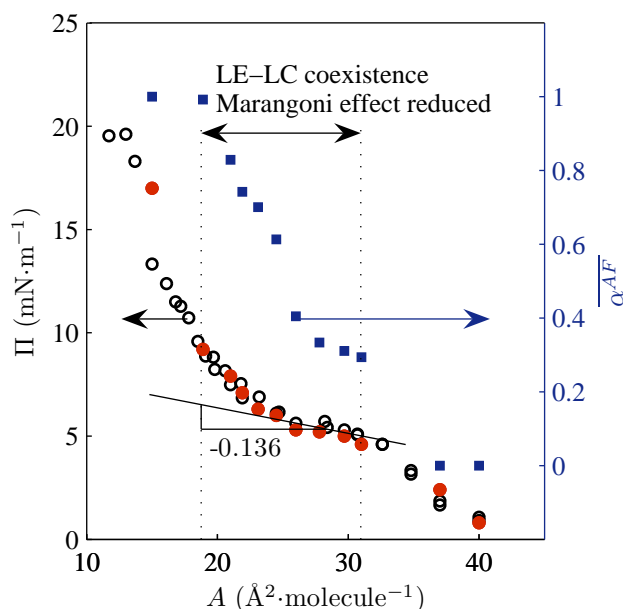 LE–LC coexistence
Marangoni effect reduced
25
20
15
10
5
0
Π (mN·m⁻¹)
1
0.8
0.6
0.4
0.2
0
α^{AF}
-0.136
10 20 30 40
A (Å²·molecule⁻¹)